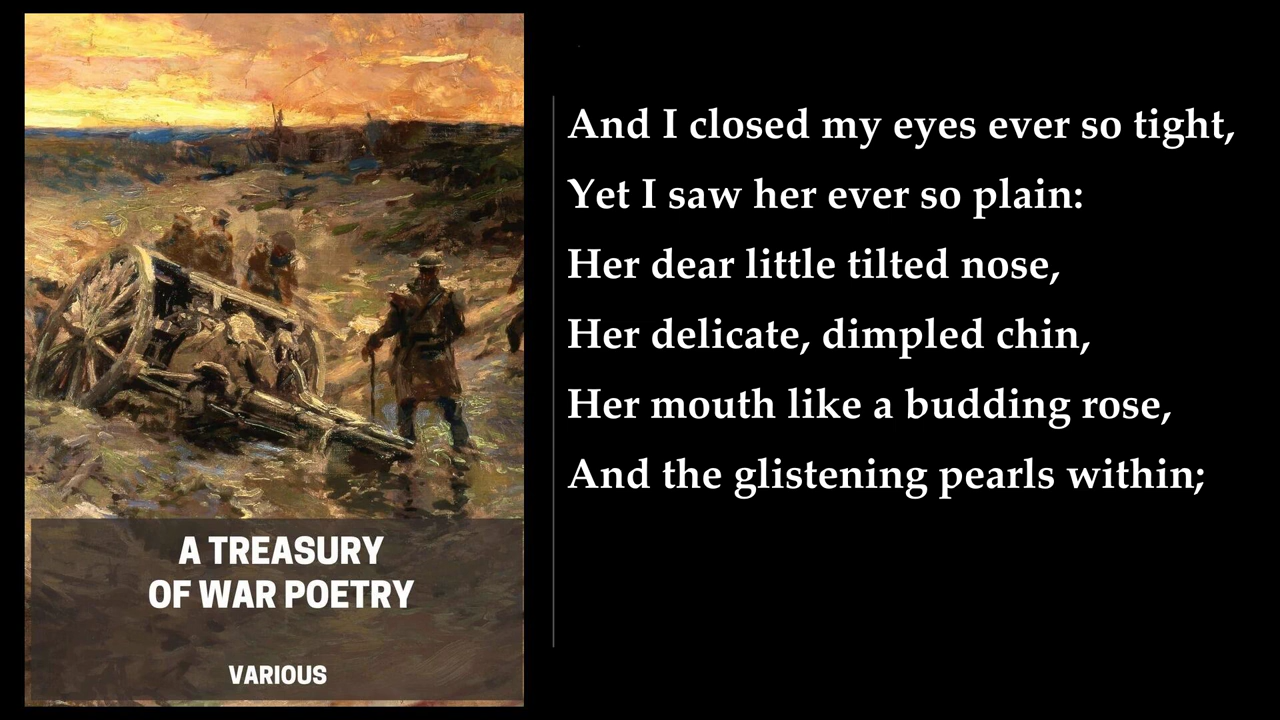 And I closed my eyes ever so tight,
Yet I saw her ever so plain:
Her dear little tilted nose,
Her delicate, dimpled chin,
Her mouth like a budding rose,
And the glistening pearls within;
A TREASURY
OF WAR POETRY
VARIOUS